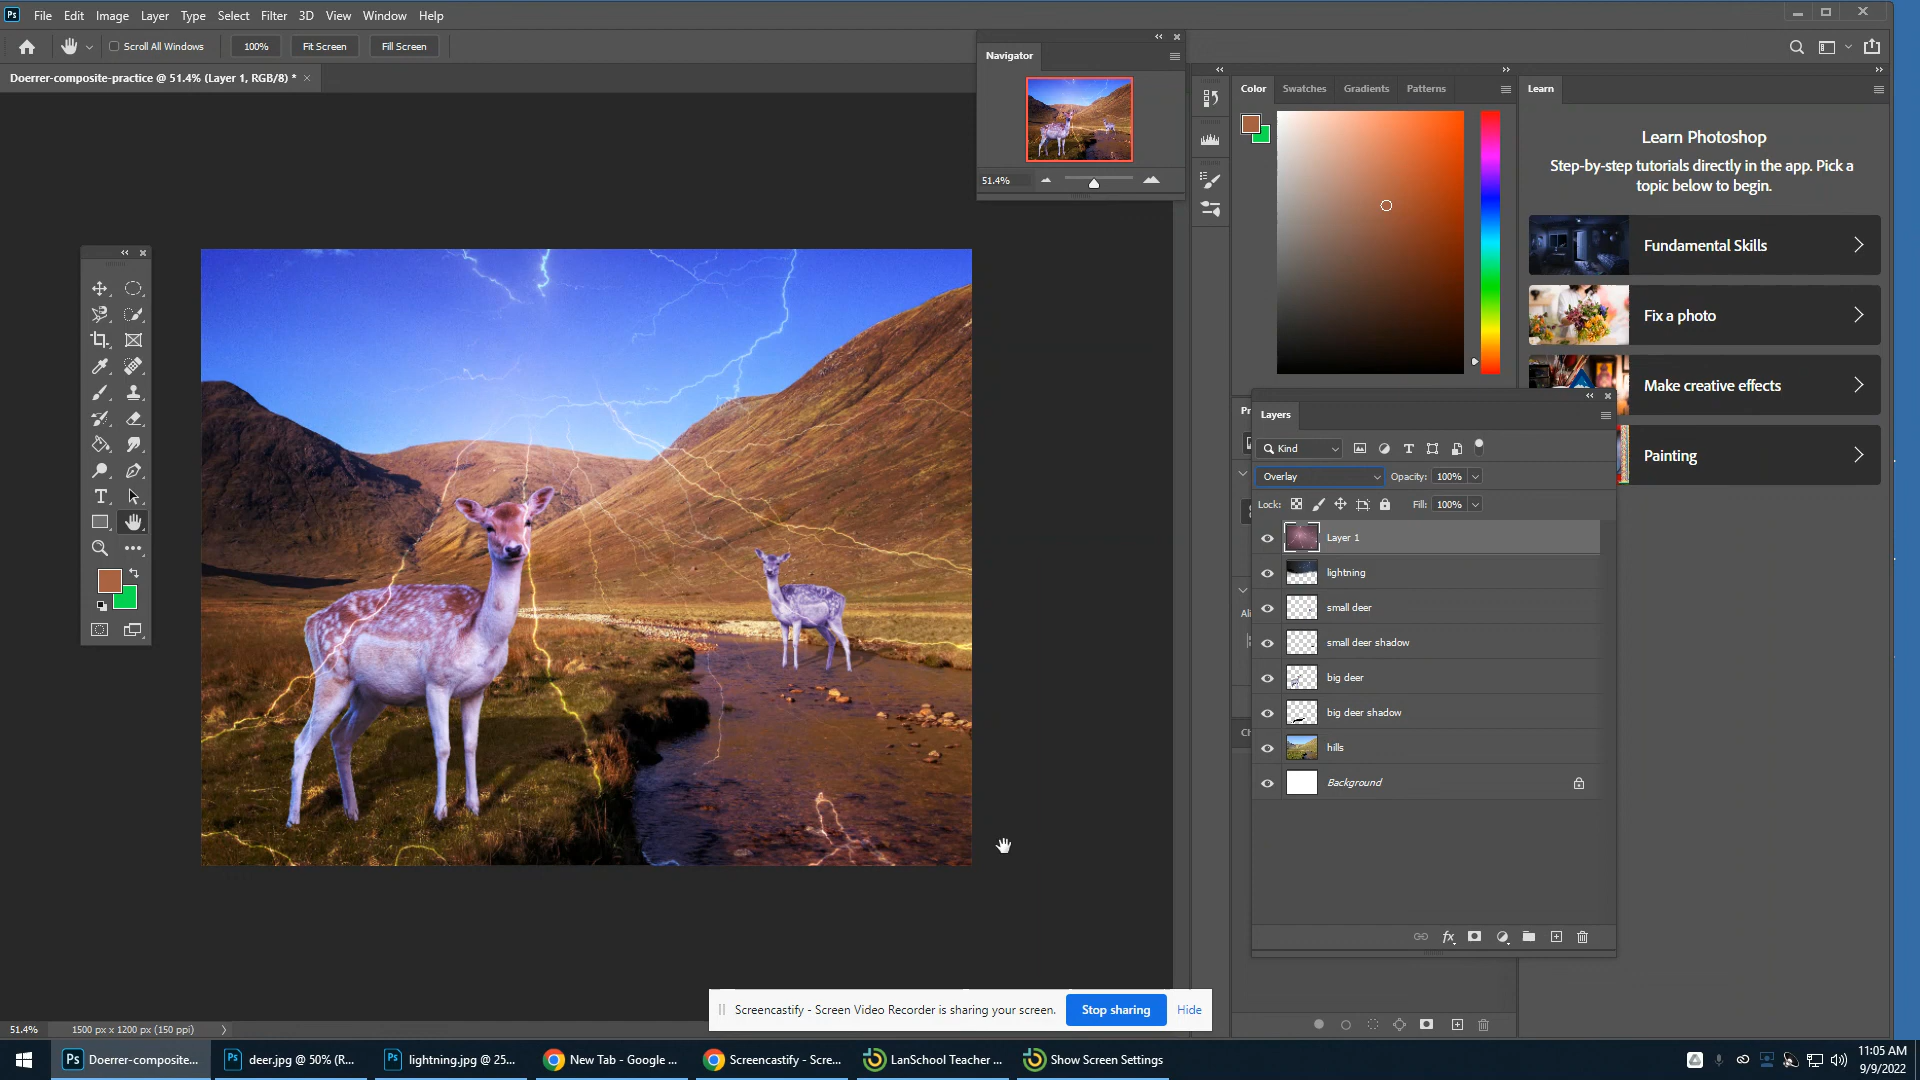 Ps File Edit Image Layer Type Select Filter 3D View Window Help
Scroll All Windows 100% Fit Screen Fill Screen
Doerrer-composite-practice @ 51.4% (Layer 1, RGB/8) * ×
Navigator
51.4%
Color Swatches Gradients Patterns
Learn
Learn Photoshop
Step-by-step tutorials directly in the app. Pick a
topic below to begin.
Fundamental Skills
Fix a photo
Make creative effects
Painting
Pr
Layers
Kind
Overlay Opacity: 100%
Lock: Fill: 100%
Layer 1
lightning
small deer
small deer shadow
big deer
big deer shadow
hills
Background
Screencastify - Screen Video Recorder is sharing your screen. Stop sharing Hide
51.4% 1500 px x 1200 px (150 ppi)
Ps Doerrer-composite... Ps deer.jpg @ 50% (R... Ps lightning.jpg @ 25... New Tab - Google ... Screencastify - Scre... LanSchool Teacher ... Show Screen Settings
11:05 AM
9/9/2022